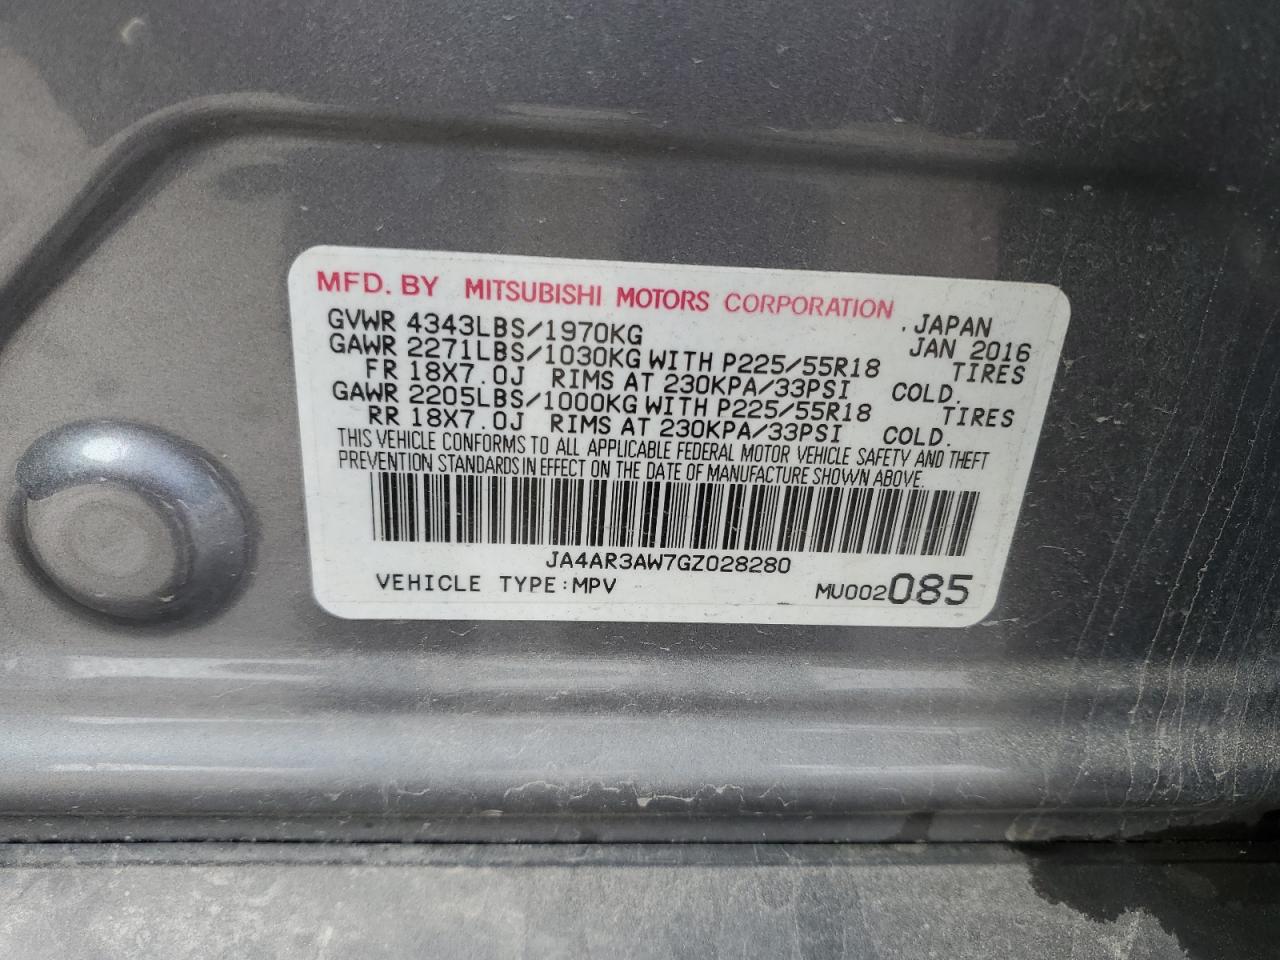 MFD. BY MITSUBISHI MOTORS CORPORATION
GVWR 4343LBS/1970KG . JAPAN
GAWR 2271LBS/1030KG WITH P225/55R18 JAN 2016 TIRES
FR 18X7.0J RIMS AT 230KPA/33PSI COLD.
GAWR 2205LBS/1000KG WITH P225/55R18 TIRES
RR 18X7.0J RIMS AT 230KPA/33PSI COLD.
THIS VEHICLE CONFORMS TO ALL APPLICABLE FEDERAL MOTOR VEHICLE SAFETY AND THEFT
PREVENTION STANDARDS IN EFFECT ON THE DATE OF MANUFACTURE SHOWN ABOVE.
JA4AR3AW7GZ028280
VEHICLE TYPE:MPV MU002085